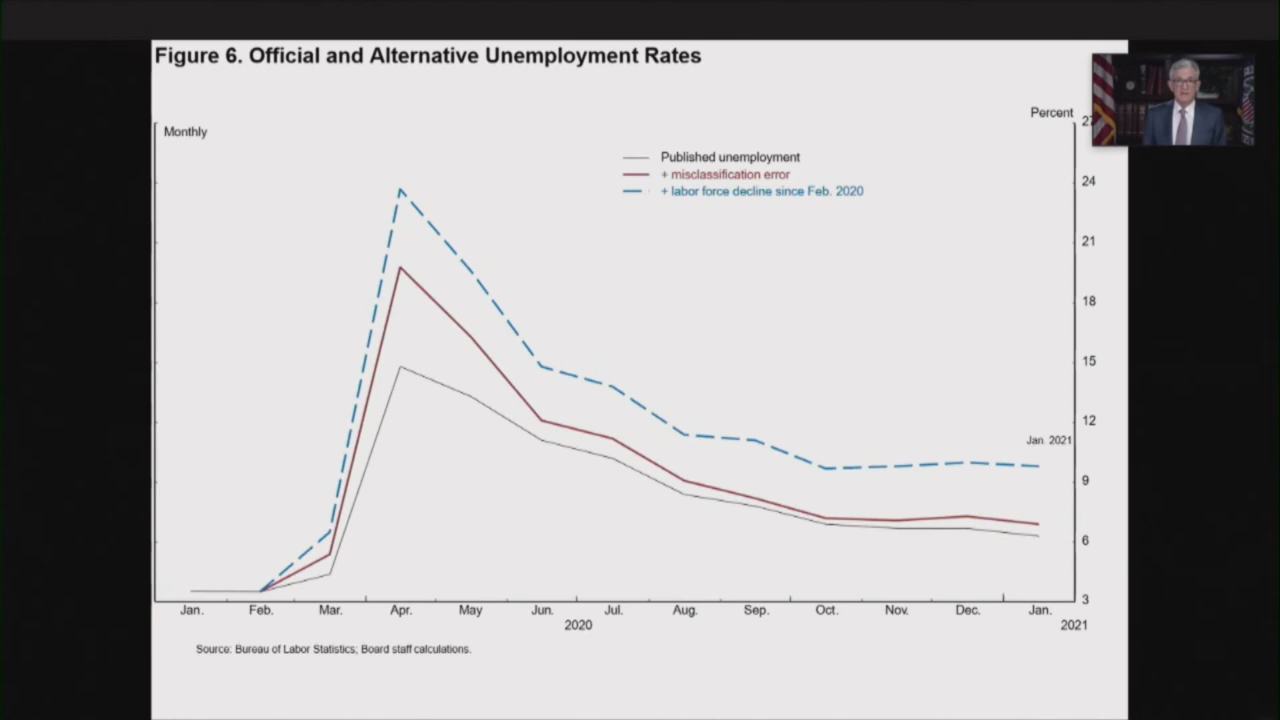 Figure 6. Official and Alternative Unemployment Rates
Percent
Monthly
27
Published unemployment
+ misclassification error
+ labor force decline since Feb. 2020
24
21
18
15
12
Jan. 2021
9
6
3
Jan. Feb. Mar. Apr. May Jun. Jul. Aug. Sep. Oct. Nov. Dec. Jan.
2020 2021
Source: Bureau of Labor Statistics; Board staff calculations.